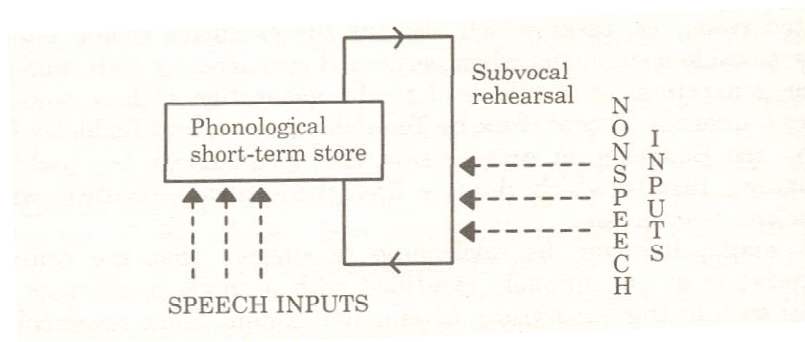 Subvocal
rehearsal
Phonological
short-term store
NONSPEECH
INPUTS
SPEECH INPUTS